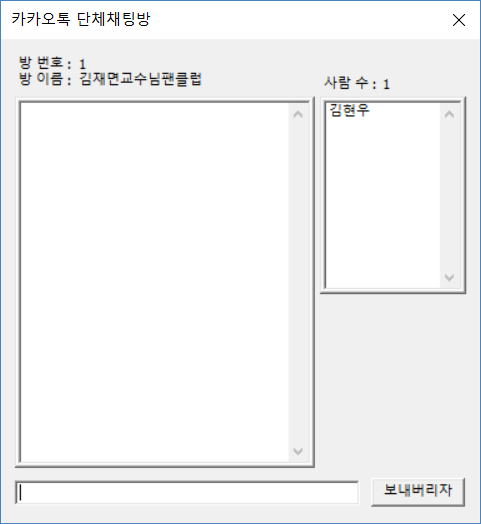 카카오톡 단체채팅방
방 번호 : 1
방 이름 : 김재면교수님팬클럽
사람 수 : 1
김현우
보내버리자